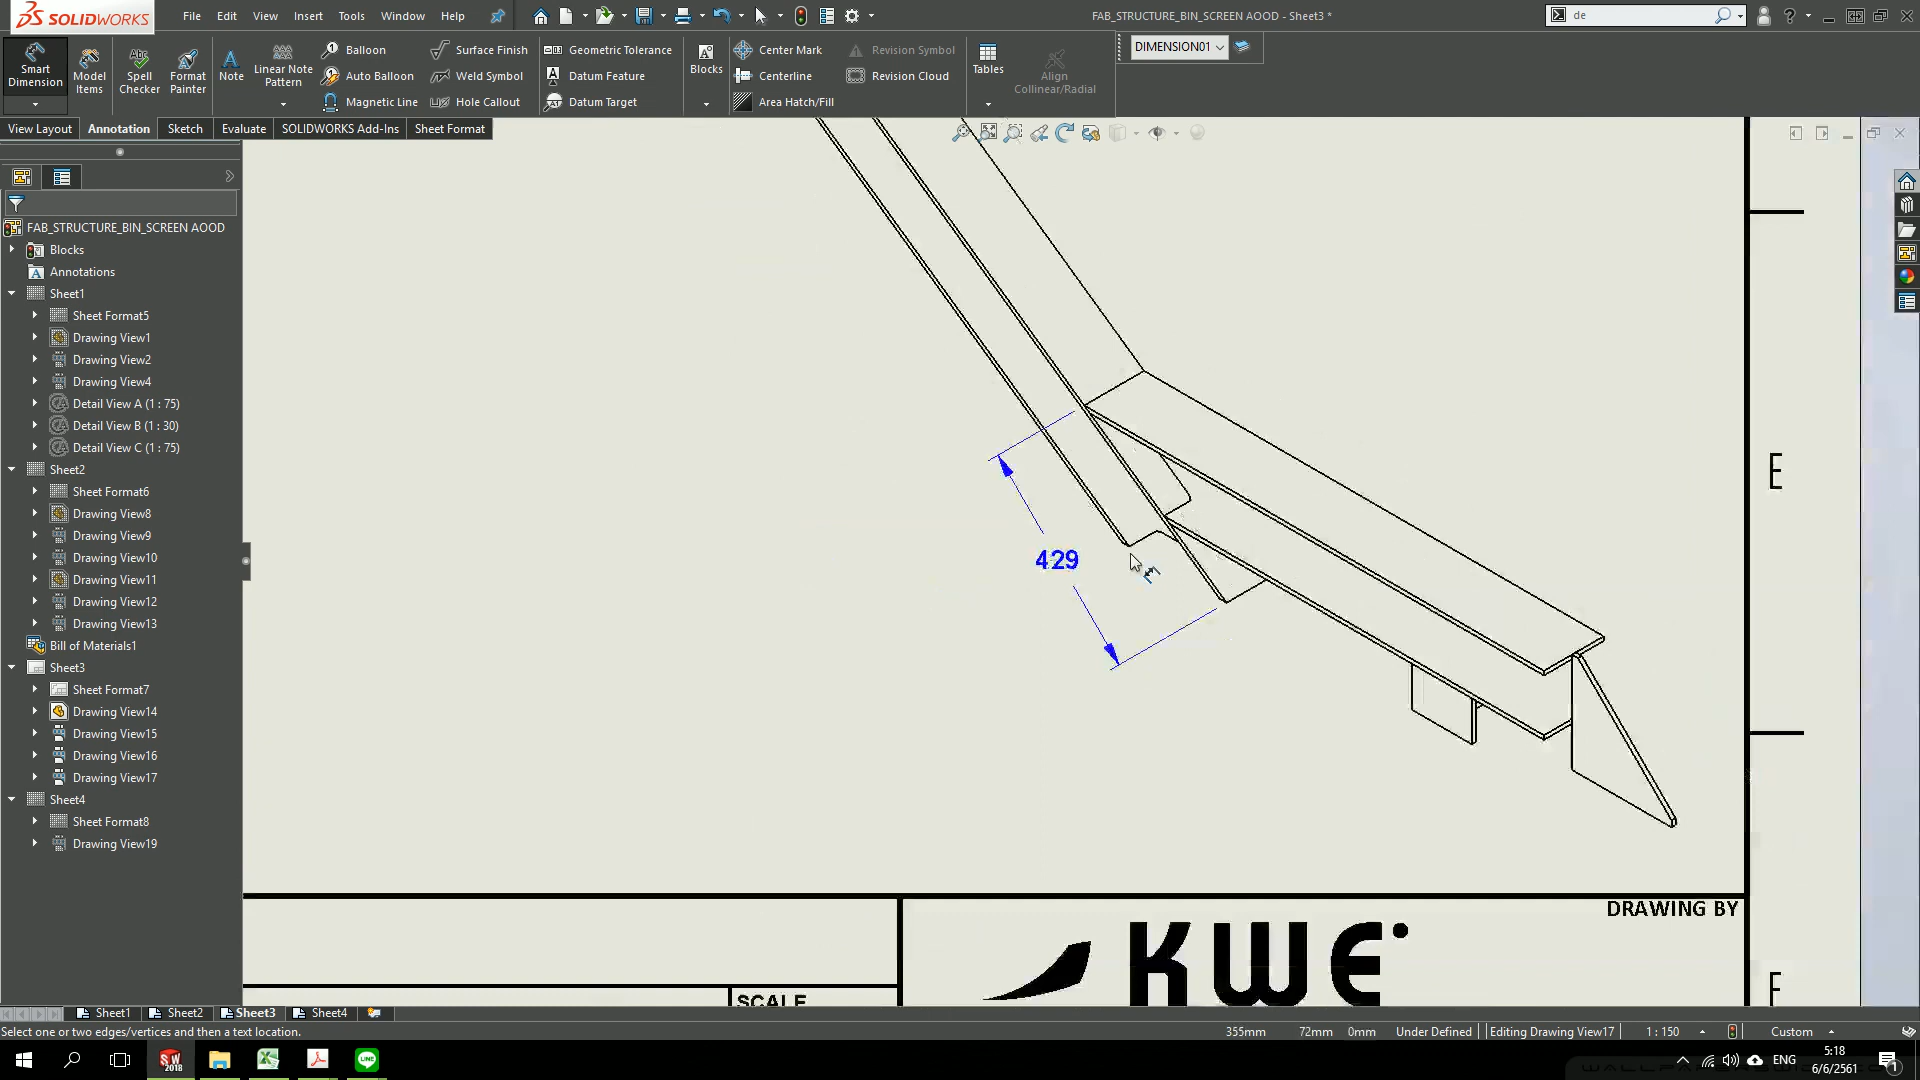 SOLIDWORKS
File Edit View Insert Tools Window Help
FAB_STRUCTURE_BIN_SCREEN AOOD - Sheet3 *
de
Smart Dimension
Model Items
Spell Checker
Format Painter
Note
Linear Note Pattern
Balloon
Auto Balloon
Magnetic Line
Surface Finish
Weld Symbol
Hole Callout
Geometric Tolerance
Datum Feature
Datum Target
Blocks
Center Mark
Centerline
Area Hatch/Fill
Revision Symbol
Revision Cloud
Tables
Align Collinear/Radial
DIMENSION01
View Layout Annotation Sketch Evaluate SOLIDWORKS Add-Ins Sheet Format
FAB_STRUCTURE_BIN_SCREEN AOOD
Blocks
Annotations
Sheet1
Sheet Format5
Drawing View1
Drawing View2
Drawing View4
Detail View A (1 : 75)
Detail View B (1 : 30)
Detail View C (1 : 75)
Sheet2
Sheet Format6
Drawing View8
Drawing View9
Drawing View10
Drawing View11
Drawing View12
Drawing View13
Bill of Materials1
Sheet3
Sheet Format7
Drawing View14
Drawing View15
Drawing View16
Drawing View17
Sheet4
Sheet Format8
Drawing View19
429
E
DRAWING BY
KWE
SCALE
F
Sheet1 Sheet2 Sheet3 Sheet4
Select one or two edges/vertices and then a text location.
355mm 72mm 0mm Under Defined Editing Drawing View17 1 : 150 Custom
SW 2018
ENG
5:18
6/6/2561
1